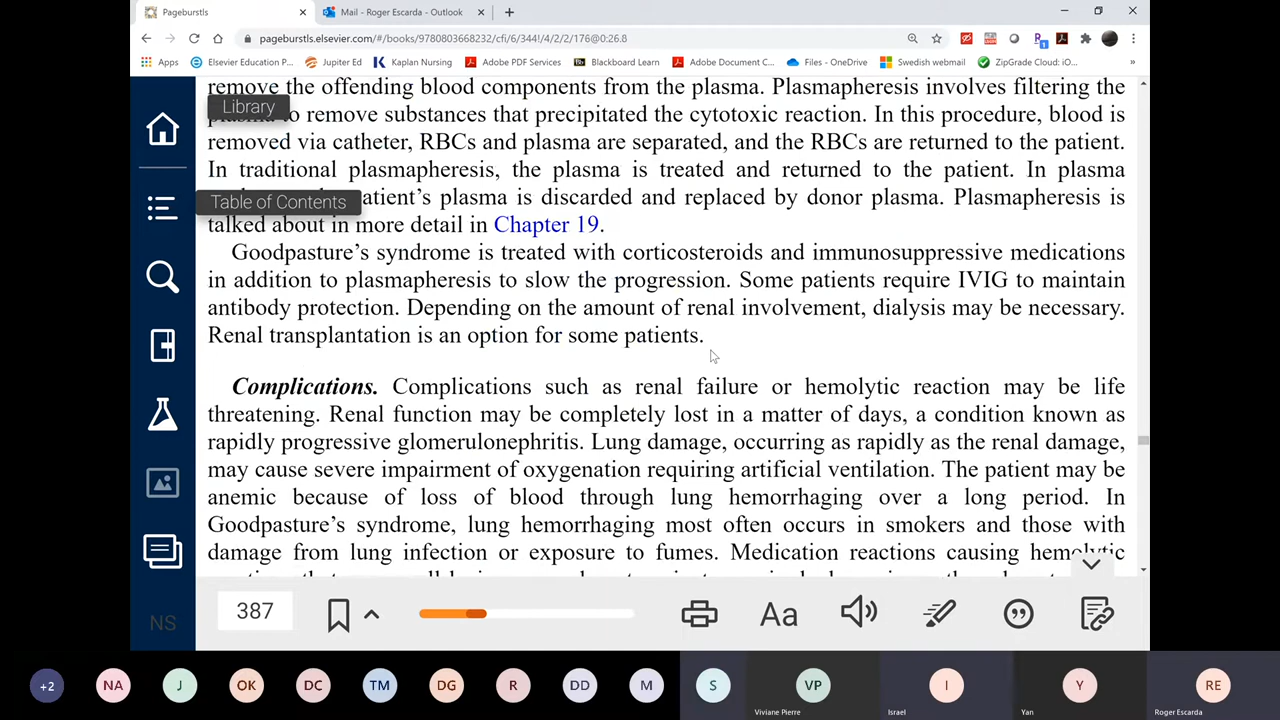 Pageburstls
Mail - Roger Escarda - Outlook
pageburstls.elsevier.com/#/books/9780803668232/cfi/6/344!/4/2/2/176@0:26.8
Apps
Elsevier Education P...
Jupiter Ed
Kaplan Nursing
Adobe PDF Services
Blackboard Learn
Adobe Document C...
Files - OneDrive
Swedish webmail
ZipGrade Cloud: iO...
remove the offending blood components from the plasma. Plasmapheresis involves filtering the
Library
to remove substances that precipitated the cytotoxic reaction. In this procedure, blood is
removed via catheter, RBCs and plasma are separated, and the RBCs are returned to the patient.
In traditional plasmapheresis, the plasma is treated and returned to the patient. In plasma
Table of Contents
patient's plasma is discarded and replaced by donor plasma. Plasmapheresis is
talked about in more detail in Chapter 19.
Goodpasture's syndrome is treated with corticosteroids and immunosuppressive medications
in addition to plasmapheresis to slow the progression. Some patients require IVIG to maintain
antibody protection. Depending on the amount of renal involvement, dialysis may be necessary.
Renal transplantation is an option for some patients.
Complications. Complications such as renal failure or hemolytic reaction may be life
threatening. Renal function may be completely lost in a matter of days, a condition known as
rapidly progressive glomerulonephritis. Lung damage, occurring as rapidly as the renal damage,
may cause severe impairment of oxygenation requiring artificial ventilation. The patient may be
anemic because of loss of blood through lung hemorrhaging over a long period. In
Goodpasture's syndrome, lung hemorrhaging most often occurs in smokers and those with
damage from lung infection or exposure to fumes. Medication reactions causing hemolytic
NS
387
Aa
+2
NA
J
OK
DC
TM
DG
R
DD
M
S
VP
Viviane Pierre
I
Israel
Y
Yan
RE
Roger Escarda